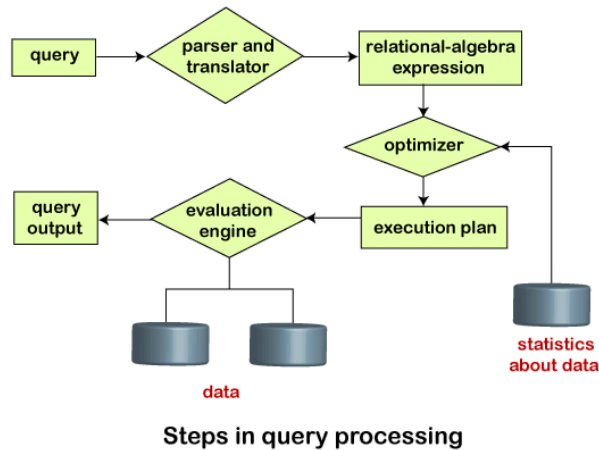 query
parser and
translator
relational-algebra
expression
optimizer
query
output
evaluation
engine
execution plan
statistics
about data
data
Steps in query processing